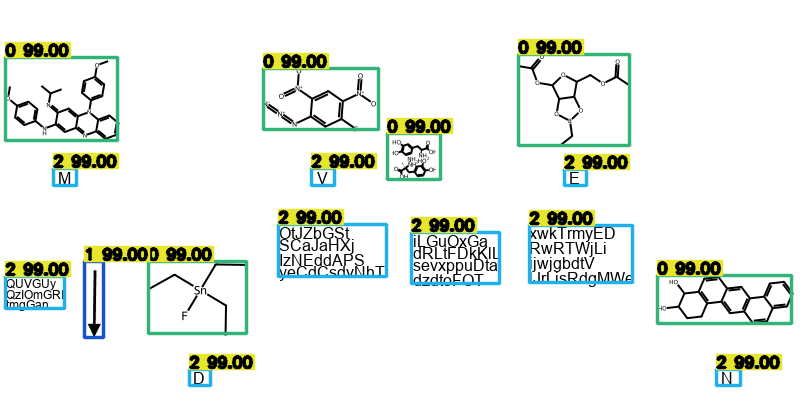 0 99.00
0 99.00
0 99.00
0 99.00
2 99.00
M
2 99.00
V
2 99.00
E
2 99.00
OtJZbGSt
SCaJaHXj
IzNEddAPS
2 99.00
dRLtFDkKIL
sevxppuDta
2 99.00
xwkTrmyED
RwRTWjLi
jwjgbdtV
2 99.00
QUVGUy
QzIOmGRI
1 99.00
0 99.00
Sn
F
0 99.00
HO
HO
2 99.00
D
2 99.00
N